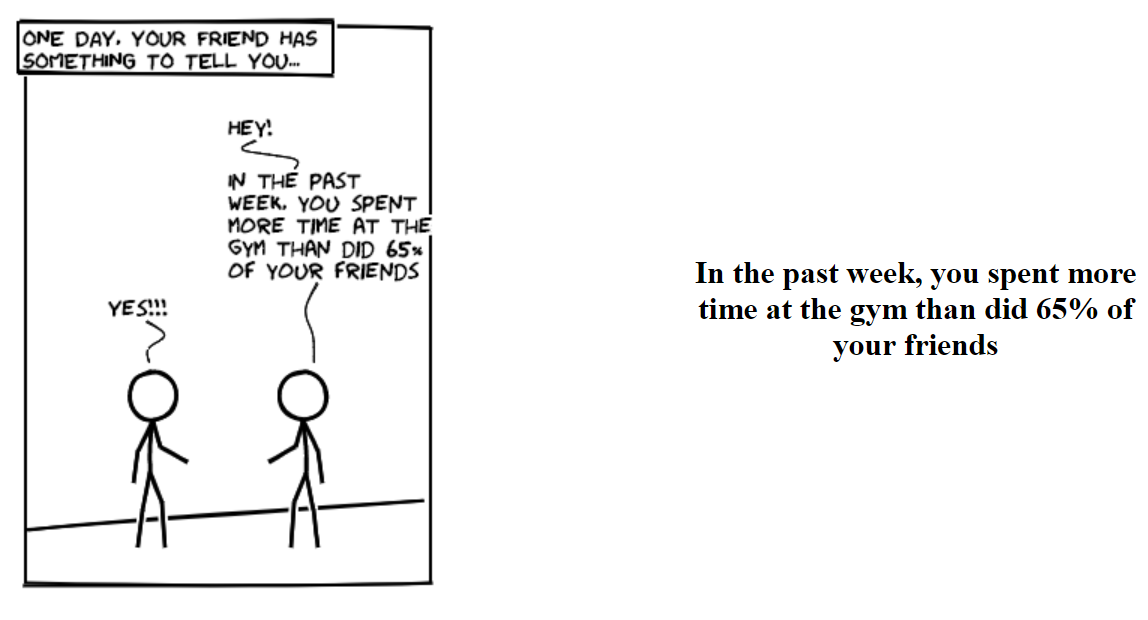 ONE DAY, YOUR FRIEND HAS
SOMETHING TO TELL YOU...
HEY!
IN THE PAST
WEEK, YOU SPENT
MORE TIME AT THE
GYM THAN DID 65%
OF YOUR FRIENDS
YES!!!
In the past week, you spent more
time at the gym than did 65% of
your friends